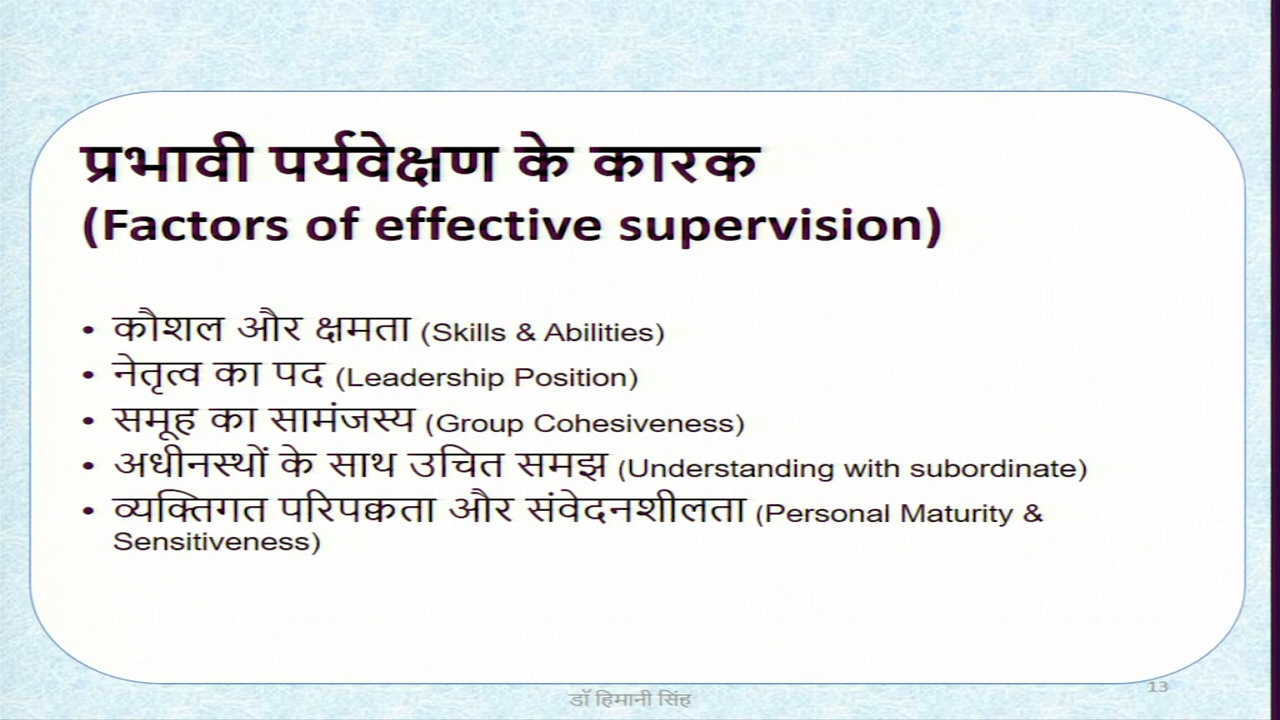 प्रभावी पर्यवेक्षण के कारक
(Factors of effective supervision)
• कौशल और क्षमता (Skills & Abilities)
• नेतृत्व का पद (Leadership Position)
• समूह का सामंजस्य (Group Cohesiveness)
• अधीनस्थों के साथ उचित समझ (Understanding with subordinate)
• व्यक्तिगत परिपक्वता और संवेदनशीलता (Personal Maturity &
Sensitiveness)
13
डॉ हिमानी सिंह